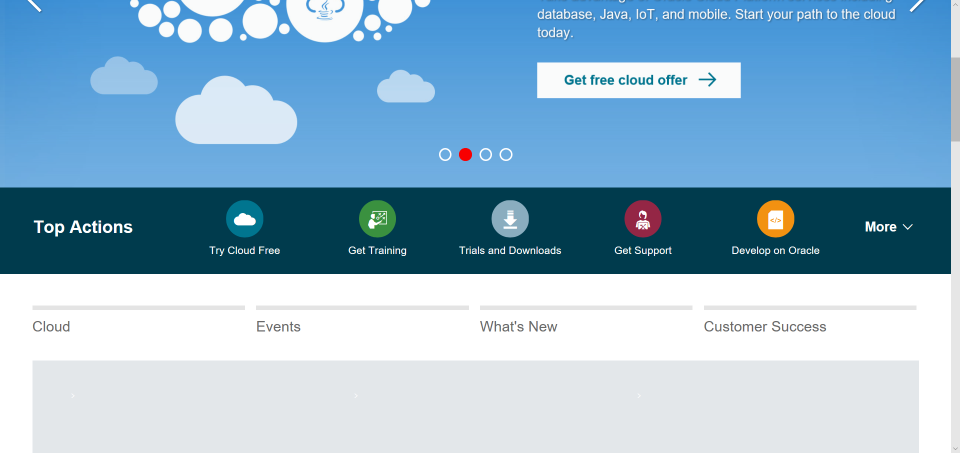 database, Java, IoT, and mobile. Start your path to the cloud
today.
Get free cloud offer
Top Actions
Try Cloud Free
Get Training
Trials and Downloads
Get Support
Develop on Oracle
More
Cloud
Events
What's New
Customer Success